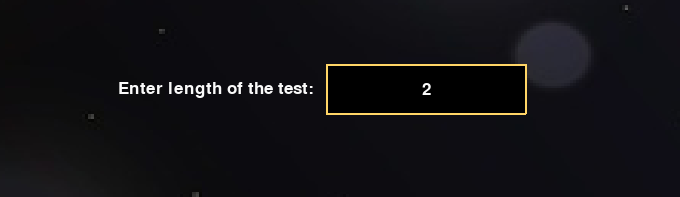 Enter length of the test: 2